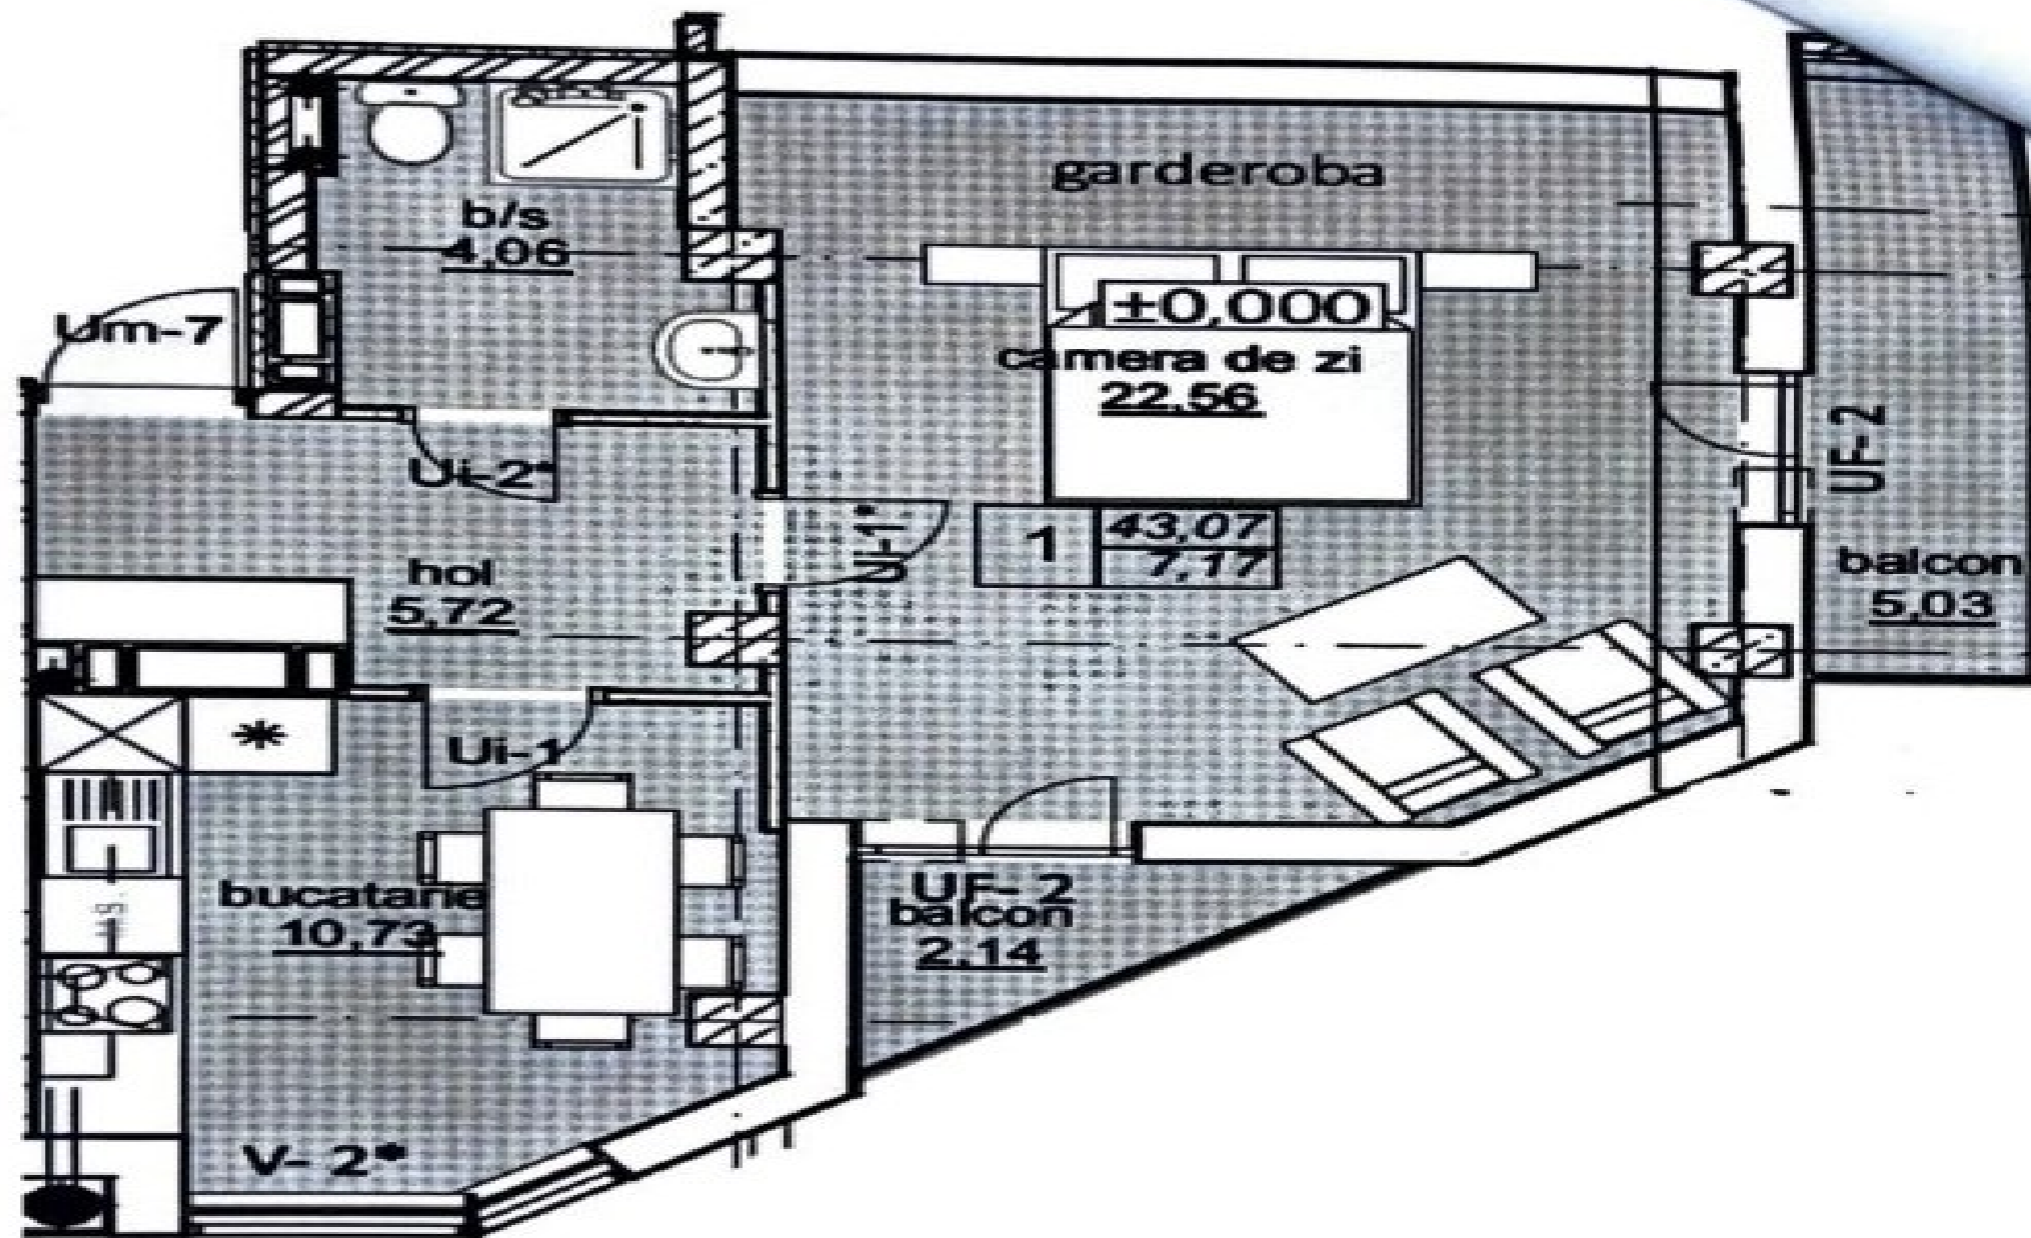 garderoba
b/s
4,06
±0,000
Um-7
camera de zi
22,56
Ui-2*
UF-2
Ui-1*
1
43,07
7,17
hol
5,72
balcon
5,03
Ui-1
*
bucatarie
10,73
UF-2
balcon
2,14
V-2*